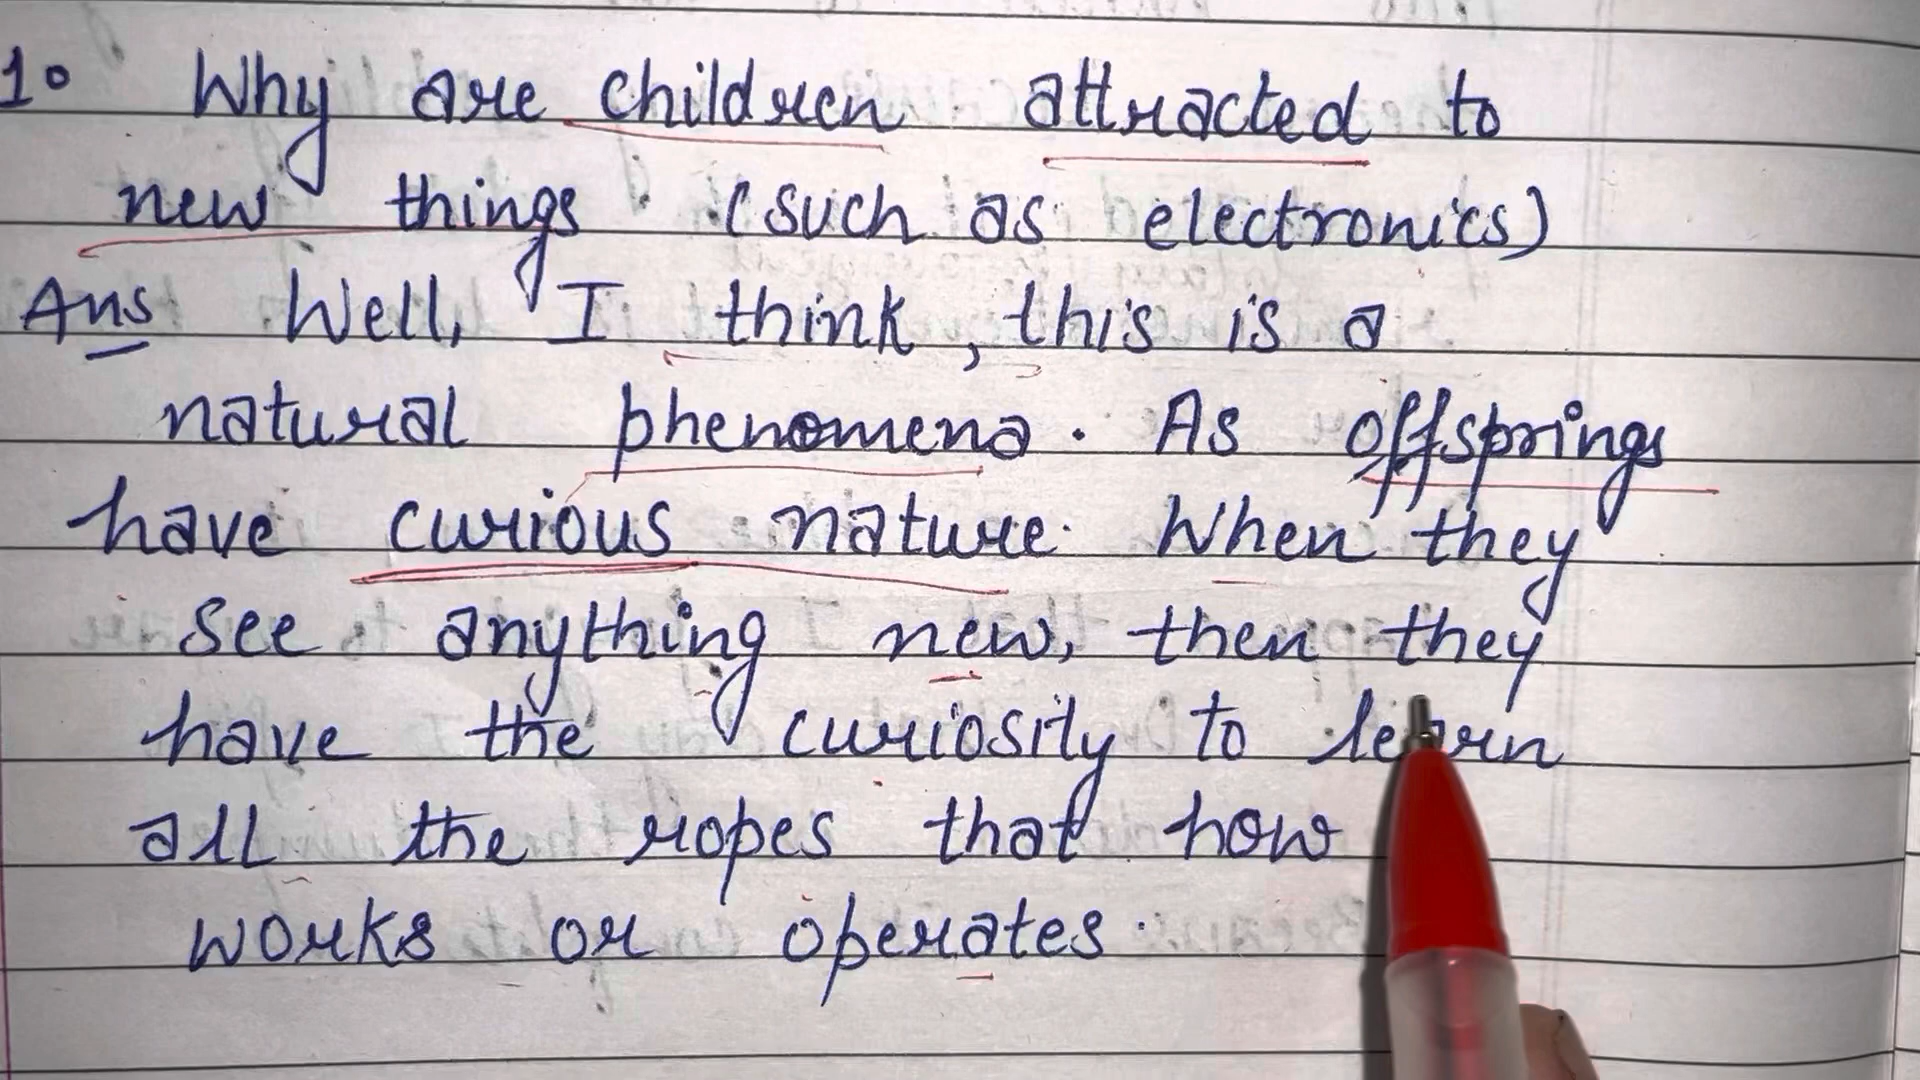 1. Why are children attracted to
new things (such as electronics)
Ans Well, I think, this is a
natural phenomena. As offsprings
have curious nature. When they
see anything new, then they
have the curiosity to learn
all the ropes that how
works or operates.